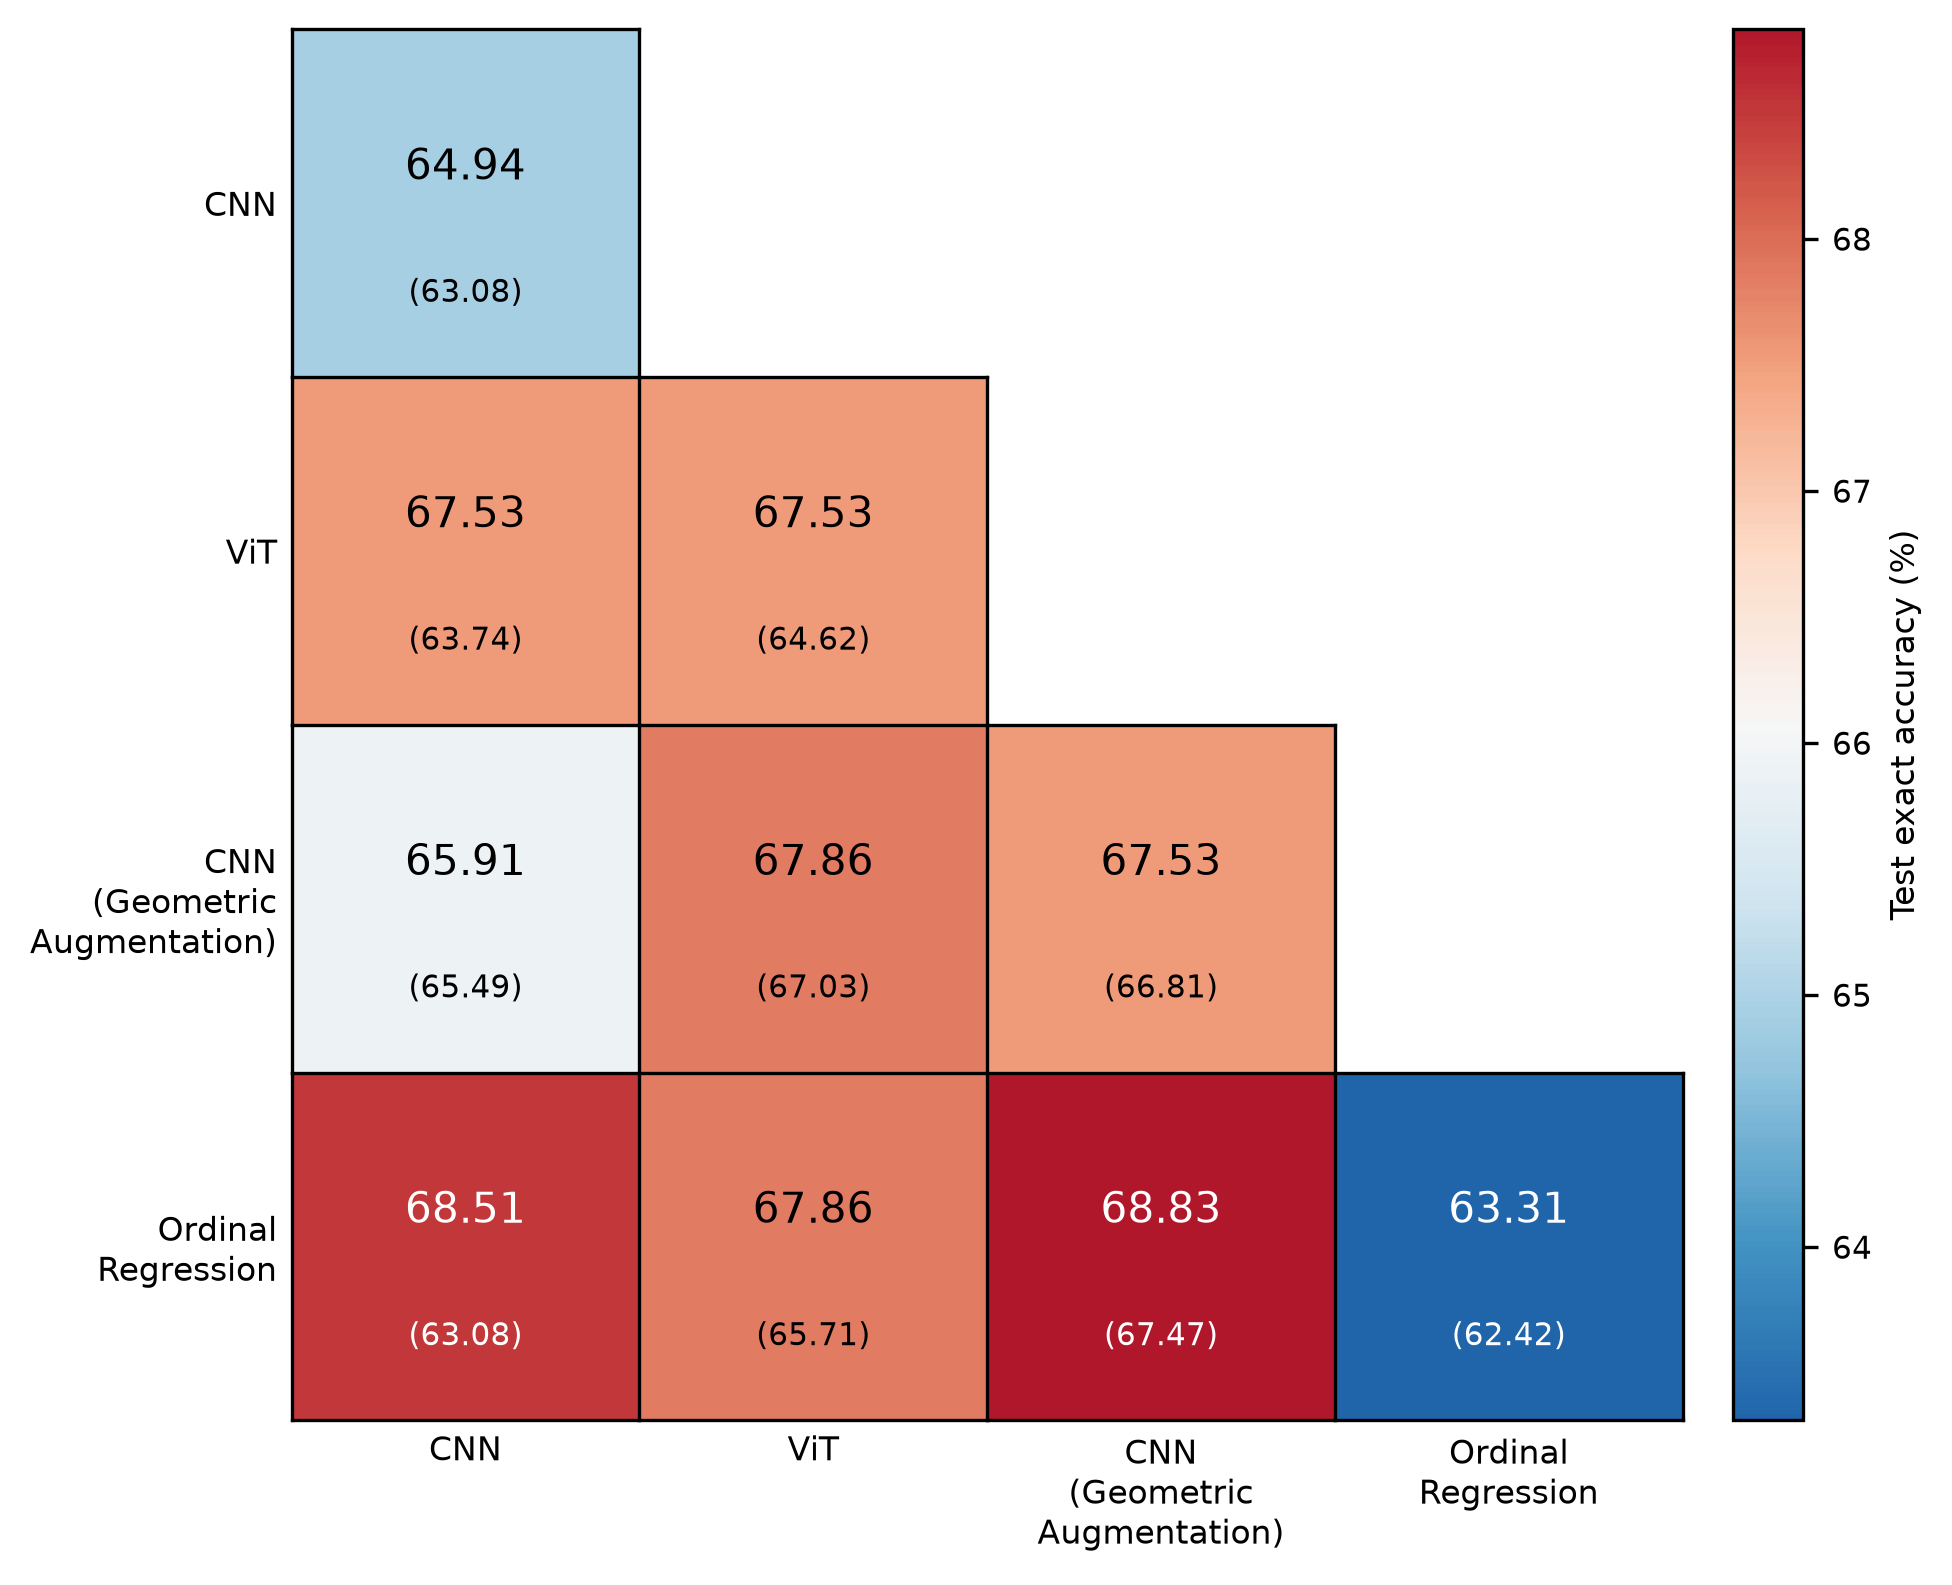 64.94
CNN
(63.08)
67.53
67.53
ViT
(63.74)
(64.62)
65.91
67.86
67.53
CNN
(Geometric
Augmentation)
(65.49)
(67.03)
(66.81)
68.51
67.86
68.83
63.31
Ordinal
Regression
(63.08)
(65.71)
(67.47)
(62.42)
CNN
ViT
CNN
(Geometric
Augmentation)
Ordinal
Regression
68
67
66
65
64
Test exact accuracy (%)